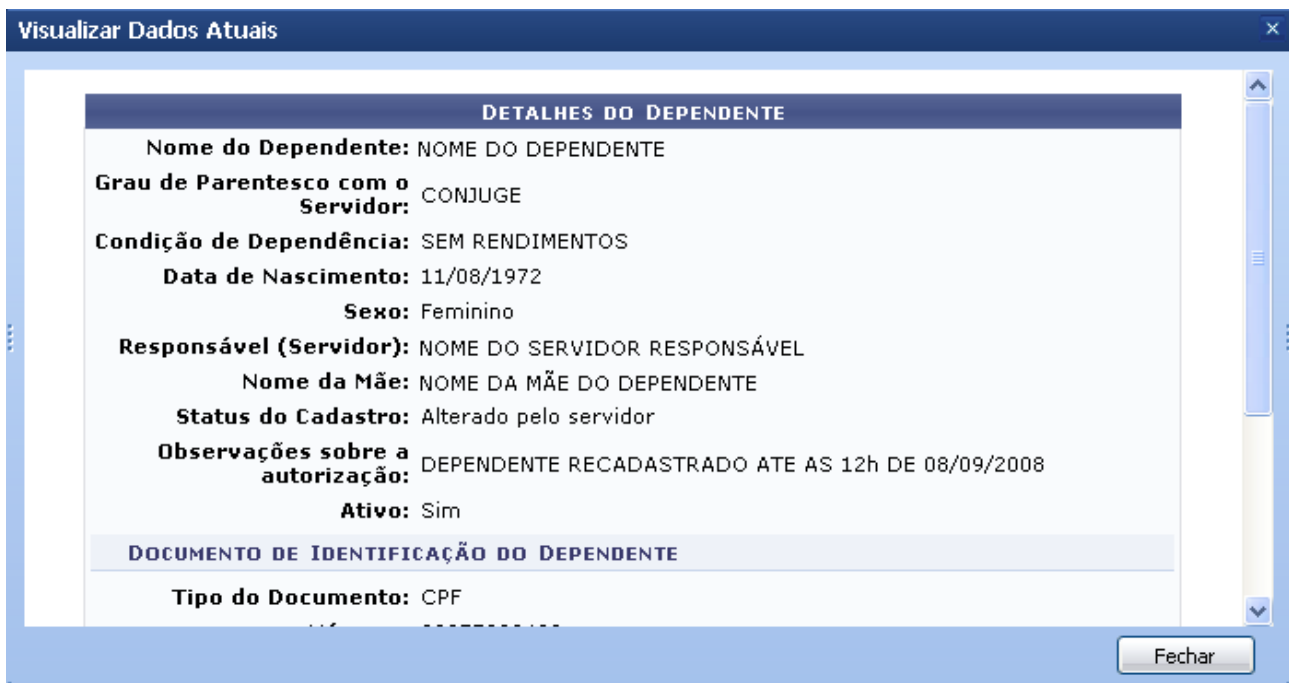 Visualizar Dados Atuais
DETALHES DO DEPENDENTE
Nome do Dependente: NOME DO DEPENDENTE
Grau de Parentesco com o
Servidor: CONJUGE
Condição de Dependência: SEM RENDIMENTOS
Data de Nascimento: 11/08/1972
Sexo: Feminino
Responsável (Servidor): NOME DO SERVIDOR RESPONSÁVEL
Nome da Mãe: NOME DA MÃE DO DEPENDENTE
Status do Cadastro: Alterado pelo servidor
Observações sobre a
autorização: DEPENDENTE RECADASTRADO ATE AS 12h DE 08/09/2008
Ativo: Sim
DOCUMENTO DE IDENTIFICAÇÃO DO DEPENDENTE
Tipo do Documento: CPF
Fechar